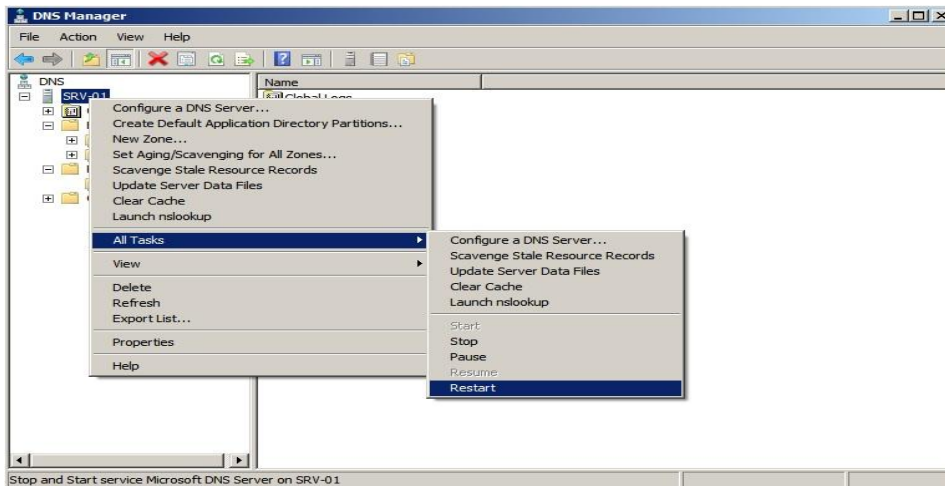 DNS Manager
File Action View Help
DNS
SRV-01
Name
Global Logs
Configure a DNS Server...
Create Default Application Directory Partitions...
New Zone...
Set Aging/Scavenging for All Zones...
Scavenge Stale Resource Records
Update Server Data Files
Clear Cache
Launch nslookup
All Tasks
View
Delete
Refresh
Export List...
Properties
Help
Configure a DNS Server...
Scavenge Stale Resource Records
Update Server Data Files
Clear Cache
Launch nslookup
Start
Stop
Pause
Resume
Restart
Stop and Start service Microsoft DNS Server on SRV-01